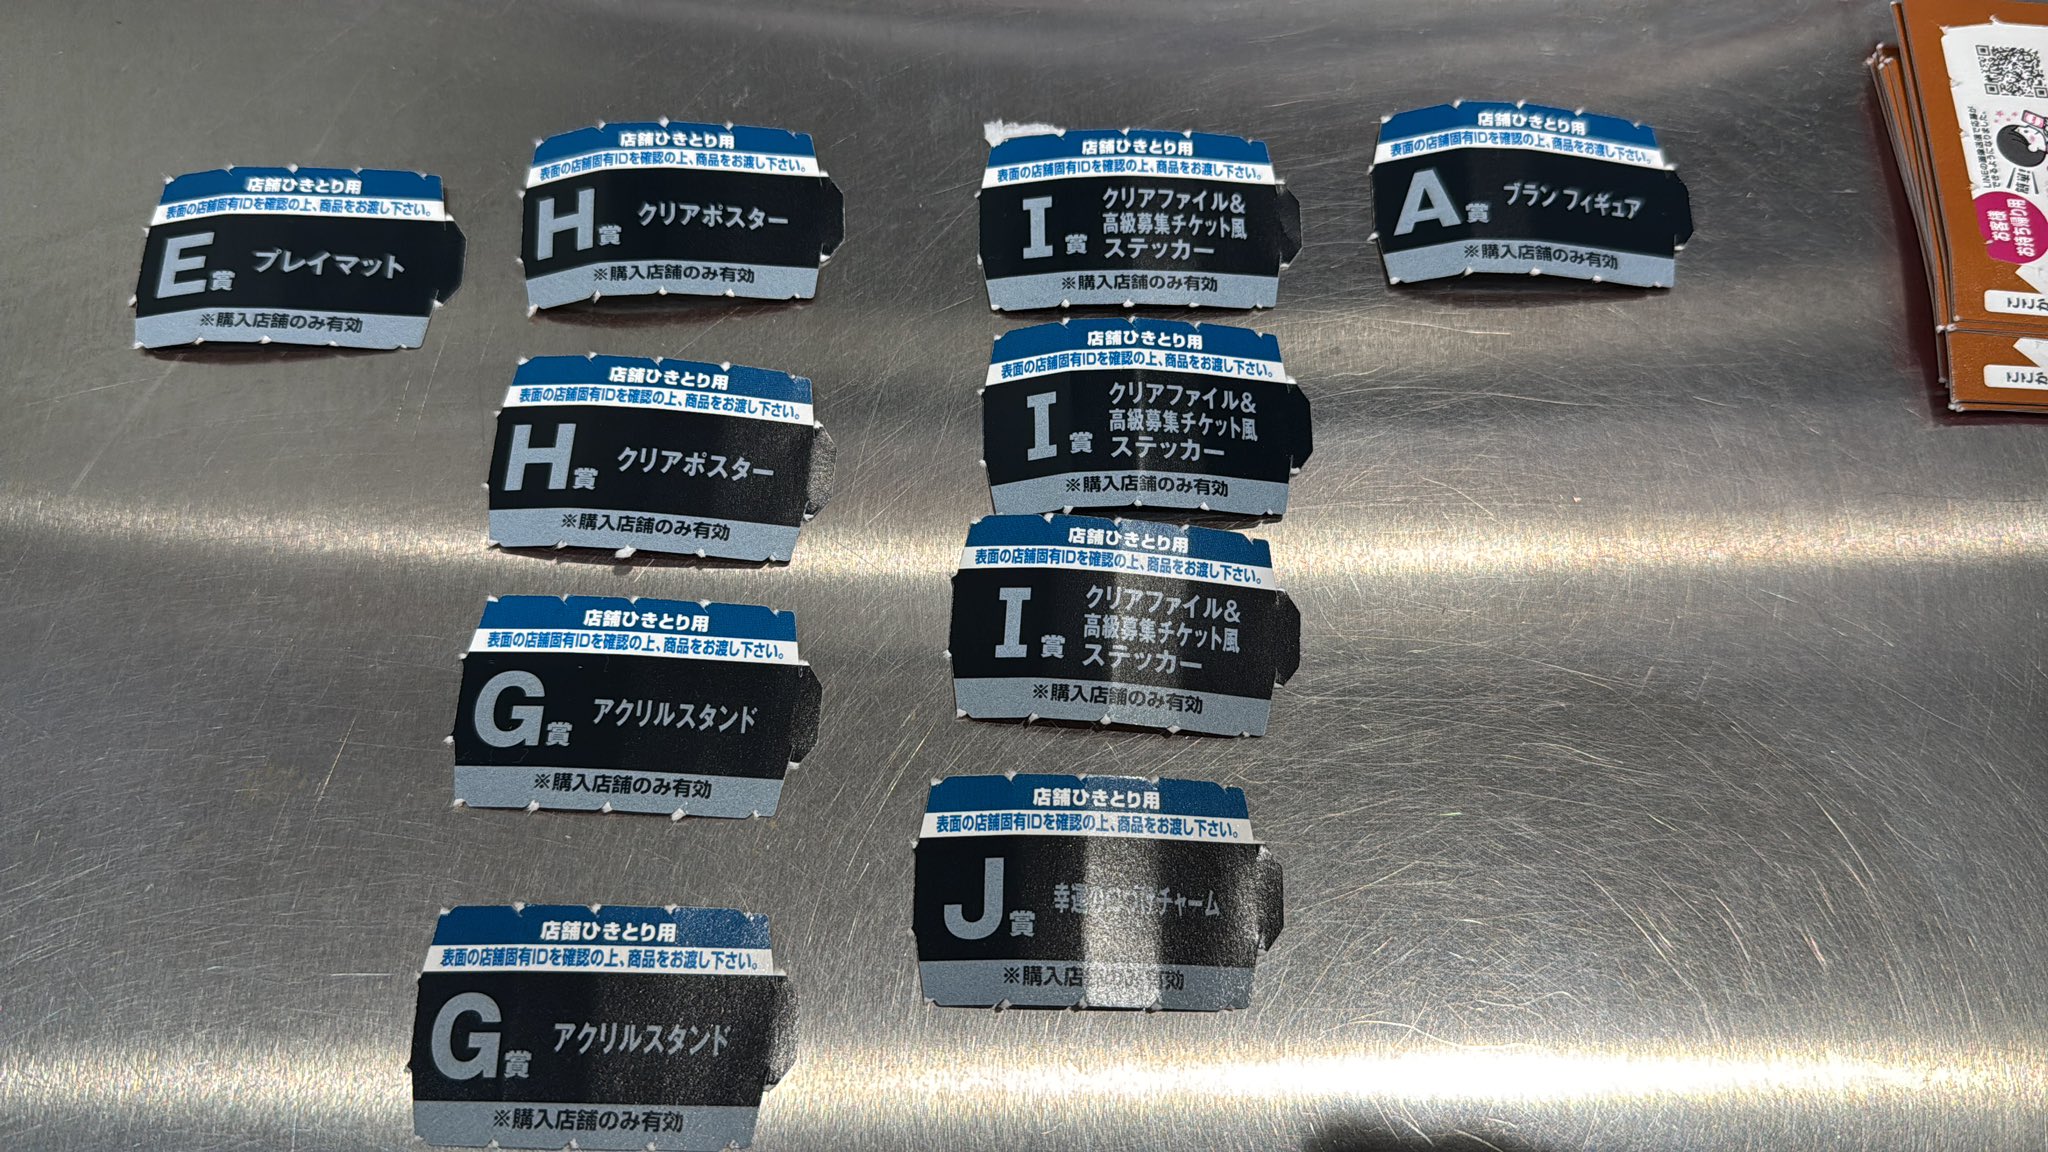 店舗ひきとり用
表面の店舗固有IDを確認の上、商品をお渡し下さい。
E賞 プレイマット
※購入店舗のみ有効
店舗ひきとり用
表面の店舗固有IDを確認の上、商品をお渡し下さい。
H賞 クリアポスター
※購入店舗のみ有効
店舗ひきとり用
表面の店舗固有IDを確認の上、商品をお渡し下さい。
H賞 クリアポスター
※購入店舗のみ有効
店舗ひきとり用
表面の店舗固有IDを確認の上、商品をお渡し下さい。
G賞 アクリルスタンド
※購入店舗のみ有効
店舗ひきとり用
表面の店舗固有IDを確認の上、商品をお渡し下さい。
G賞 アクリルスタンド
※購入店舗のみ有効
店舗ひきとり用
表面の店舗固有IDを確認の上、商品をお渡し下さい。
I賞
クリアファイル&
高級募集チケット風
ステッカー
※購入店舗のみ有効
店舗ひきとり用
表面の店舗固有IDを確認の上、商品をお渡し下さい。
I賞
クリアファイル&
高級募集チケット風
ステッカー
※購入店舗のみ有効
店舗ひきとり用
表面の店舗固有IDを確認の上、商品をお渡し下さい。
I賞
クリアファイル&
高級募集チケット風
ステッカー
※購入店舗のみ有効
店舗ひきとり用
表面の店舗固有IDを確認の上、商品をお渡し下さい。
J賞 チャーム
※購入店舗のみ有効
店舗ひきとり用
表面の店舗固有IDを確認の上、商品をお渡し下さい。
A賞 ブラン フィギュア
※購入店舗のみ有効
お客様
お持ち帰り用
ここか
ここか